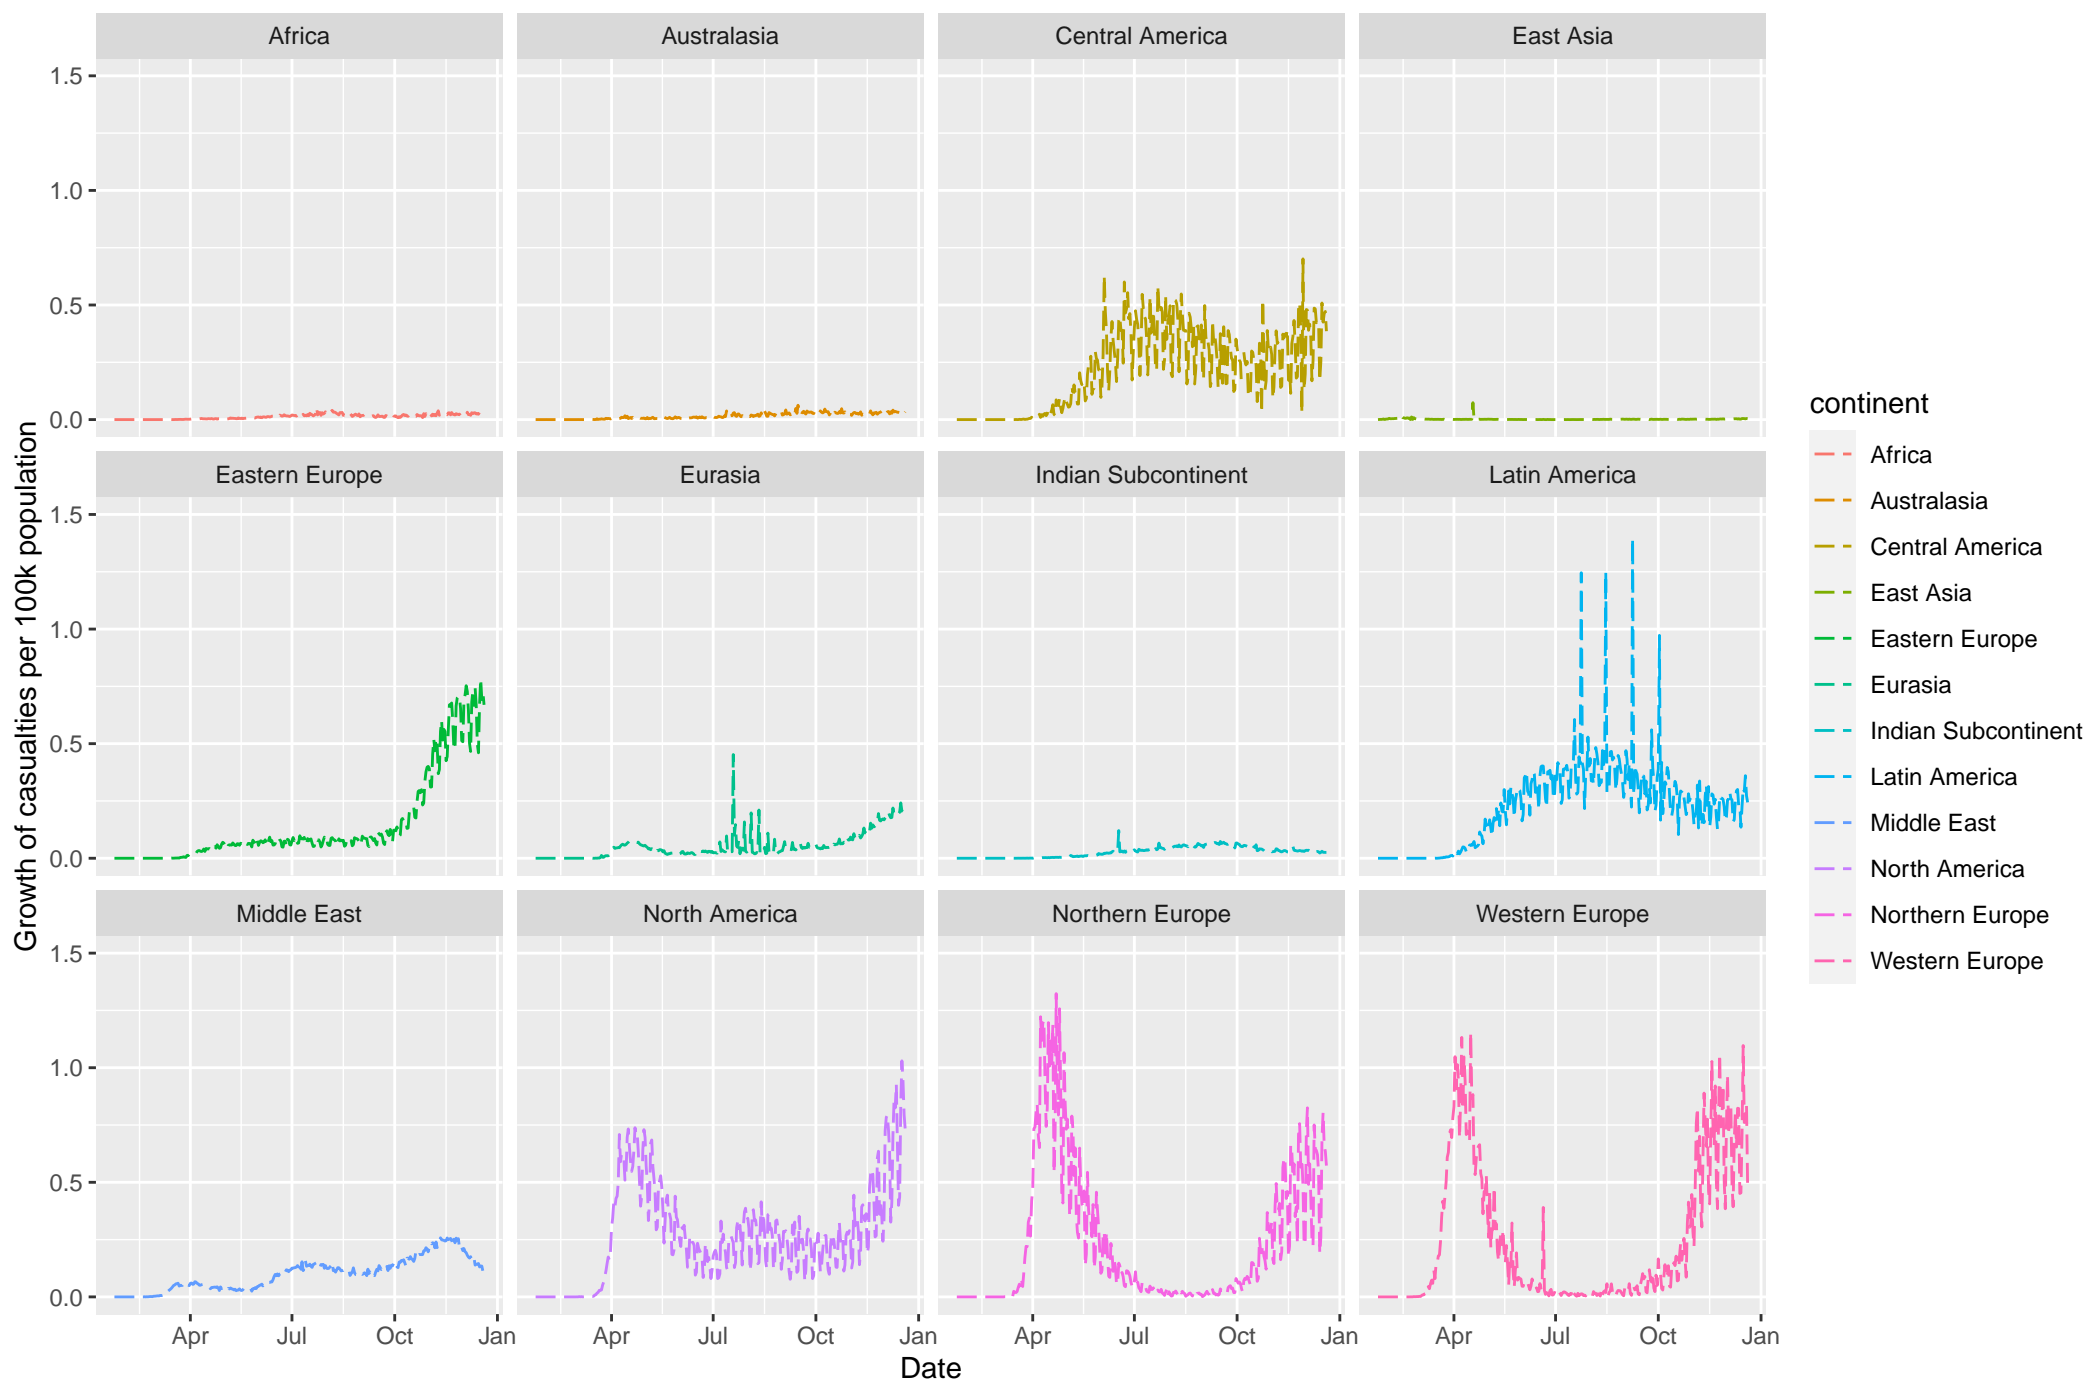 Africa
Australasia
Central America
East Asia
1.5
1.0
0.5
0.0
Eastern Europe
Eurasia
Indian Subcontinent
Latin America
1.5
1.0
0.5
0.0
Middle East
North America
Northern Europe
Western Europe
1.5
1.0
0.5
0.0
Apr Jul Oct Jan
Apr Jul Oct Jan
Apr Jul Oct Jan
Apr Jul Oct Jan
Date
Growth of casualties per 100k population
continent
Africa
Australasia
Central America
East Asia
Eastern Europe
Eurasia
Indian Subcontinent
Latin America
Middle East
North America
Northern Europe
Western Europe